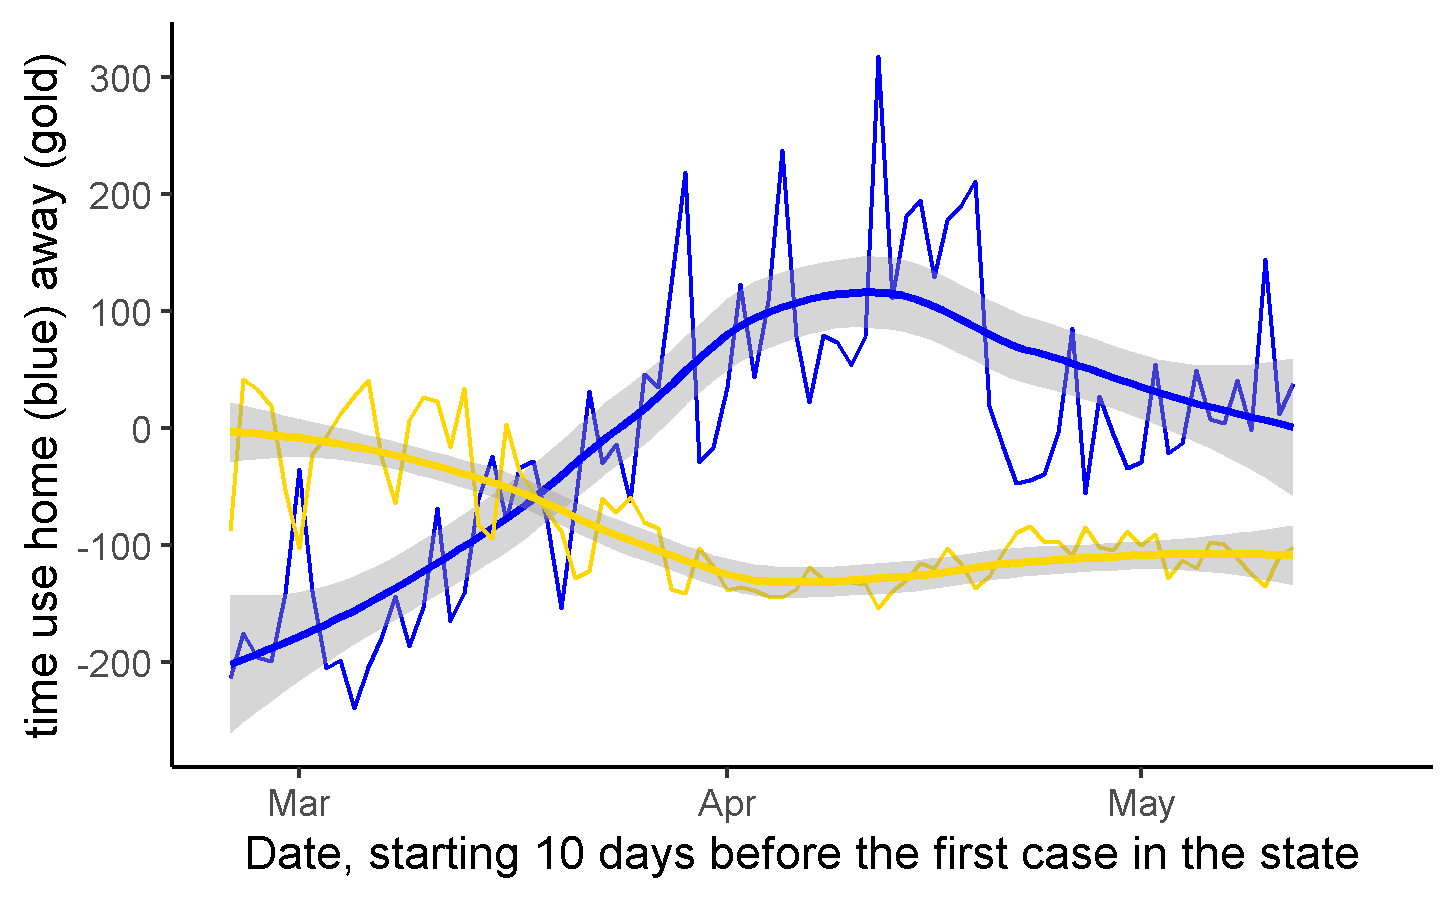 time use home (blue) away (gold)
300
200
100
0
-100
-200
Mar
Apr
May
Date, starting 10 days before the first case in the state